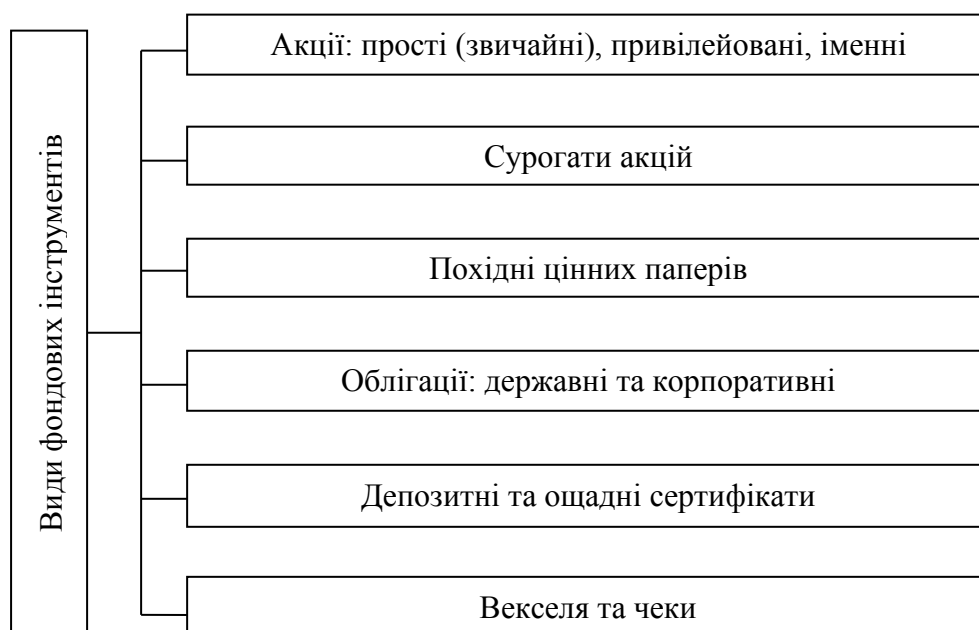 Види фондових інструментів
Акції: прості (звичайні), привілейовані, іменні
Сурогати акцій
Похідні цінних паперів
Облігації: державні та корпоративні
Депозитні та ощадні сертифікати
Векселя та чеки